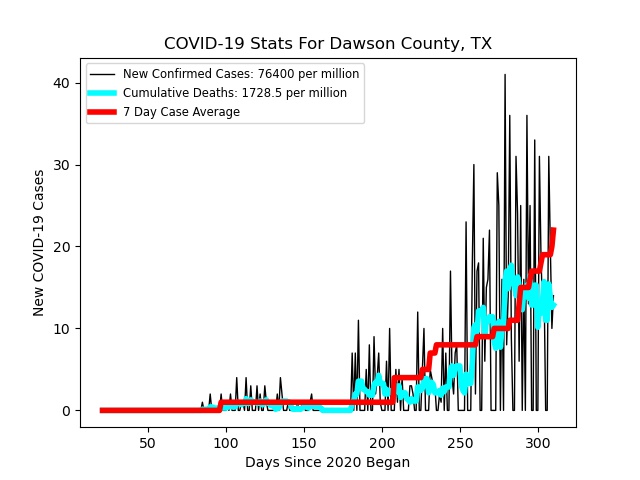 COVID-19 Stats For Dawson County, TX
New Confirmed Cases: 76400 per million
Cumulative Deaths: 1728.5 per million
7 Day Case Average
New COVID-19 Cases
40
30
20
10
0
50 100 150 200 250 300
Days Since 2020 Began